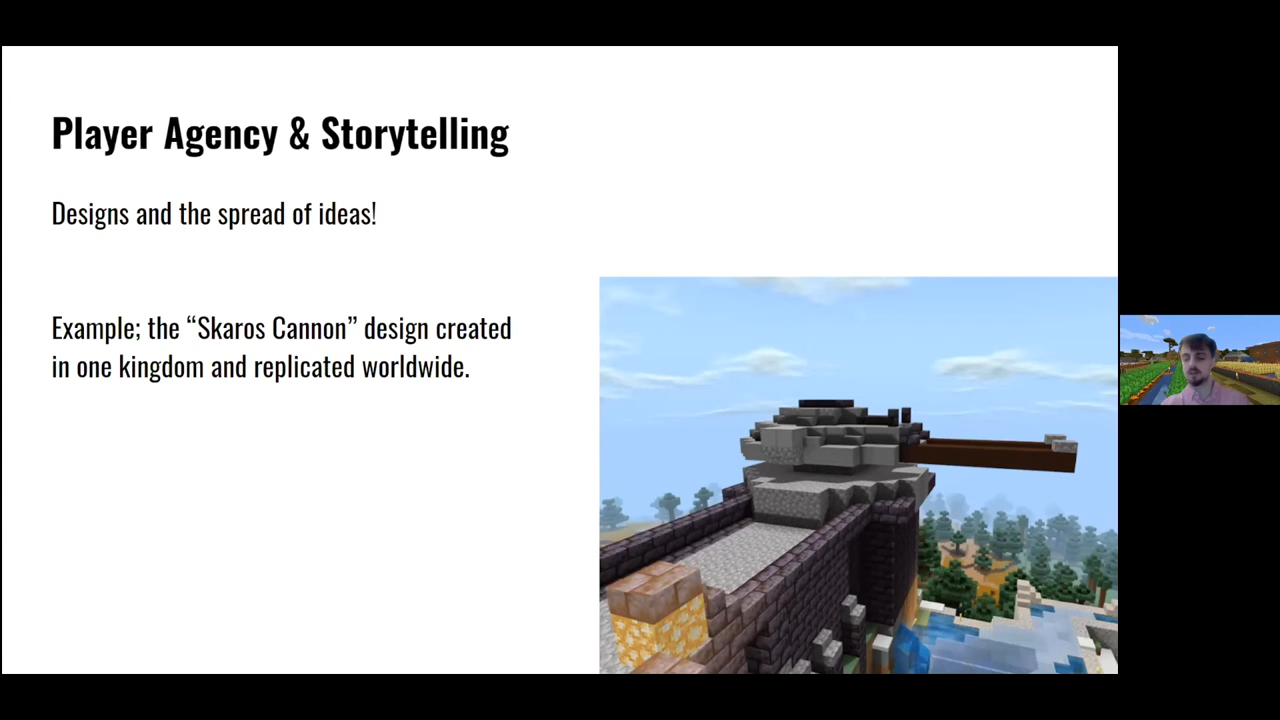 Player Agency & Storytelling
Designs and the spread of ideas!
Example; the “Skaros Cannon” design created
in one kingdom and replicated worldwide.